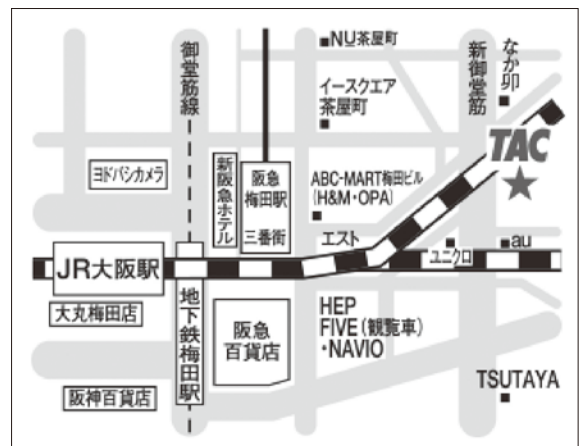 ■NU茶屋町
御堂筋線
新御堂筋
なか卯
イースクエア
茶屋町
TAC
ヨドバシカメラ
新阪急ホテル
阪急
梅田駅
三番街
ABC-MART梅田ビル
(H&M・OPA)
エスト
ユニクロ
au
JR大阪駅
大丸梅田店
地下鉄梅田駅
阪急
百貨店
HEP
FIVE(観覧車)
・NAVIO
阪神百貨店
TSUTAYA